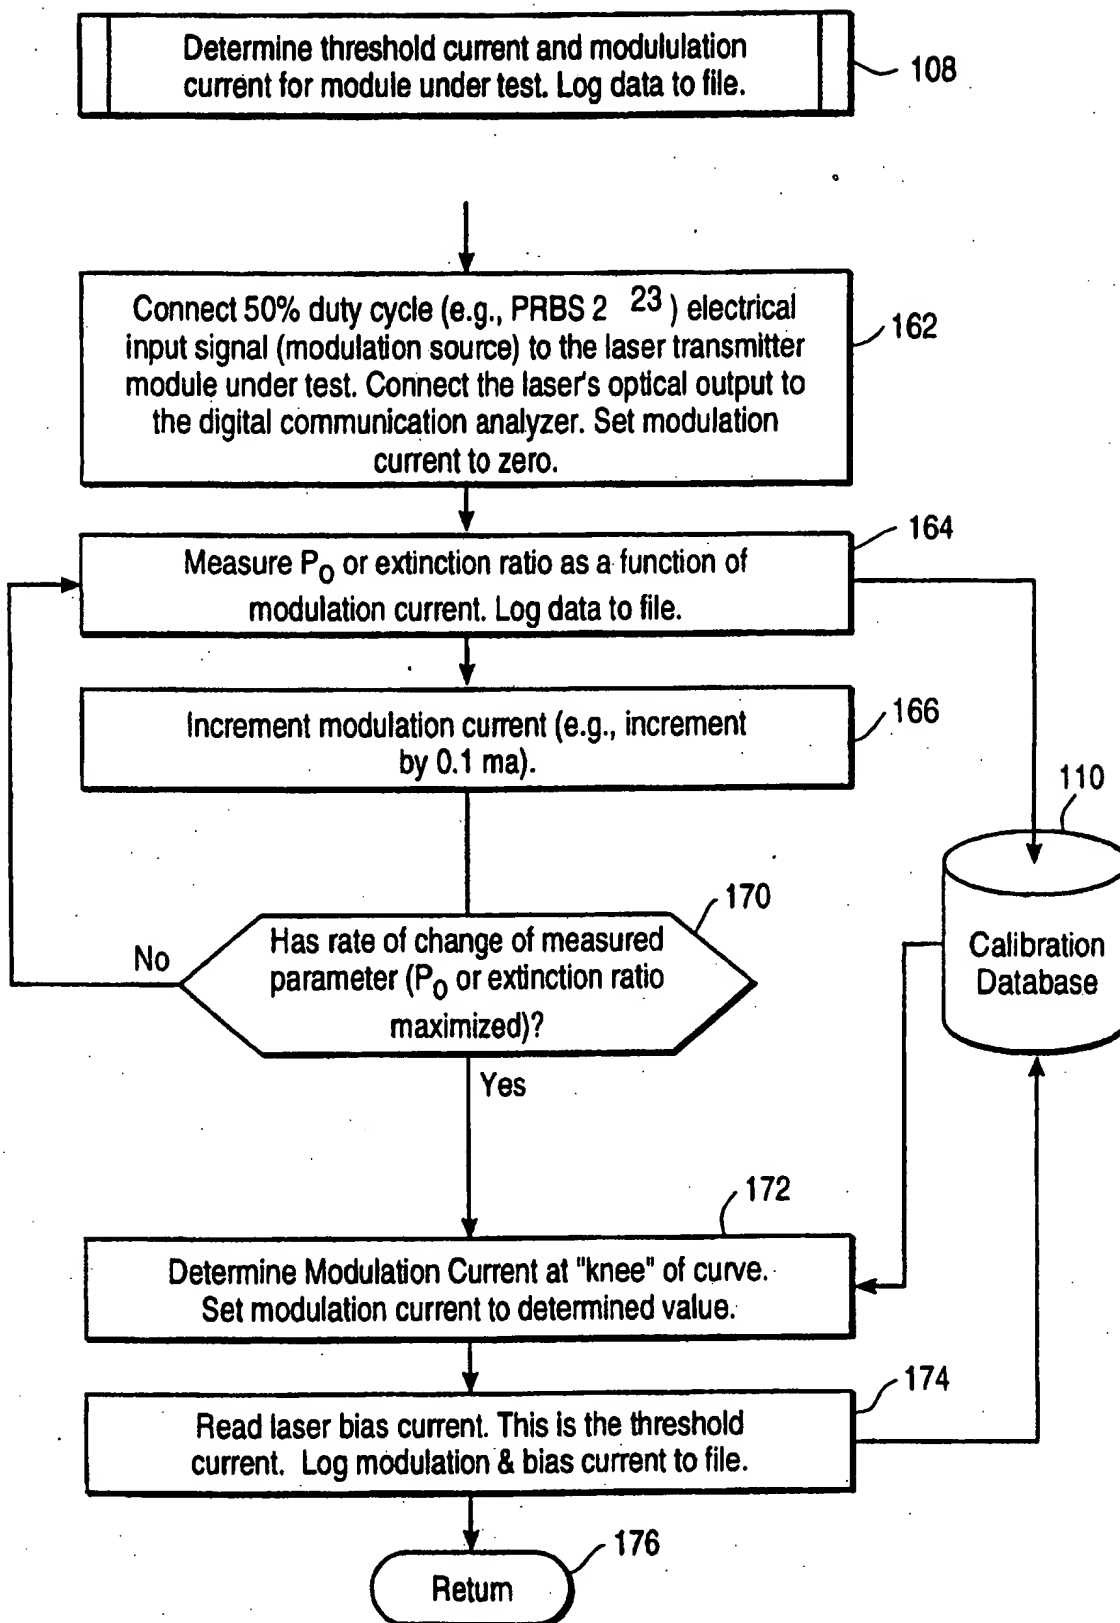 Determine threshold current and modululation
current for module under test. Log data to file.
108
Connect 50% duty cycle (e.g., PRBS 2 23 ) electrical
input signal (modulation source) to the laser transmitter
module under test. Connect the laser's optical output to
the digital communication analyzer. Set modulation
current to zero.
162
Measure PO or extinction ratio as a function of
modulation current. Log data to file.
164
Increment modulation current (e.g., increment
by 0.1 ma).
166
110
Calibration
Database
170
Has rate of change of measured
parameter (PO or extinction ratio
maximized)?
No
Yes
172
Determine Modulation Current at "knee" of curve.
Set modulation current to determined value.
174
Read laser bias current. This is the threshold
current. Log modulation & bias current to file.
176
Return